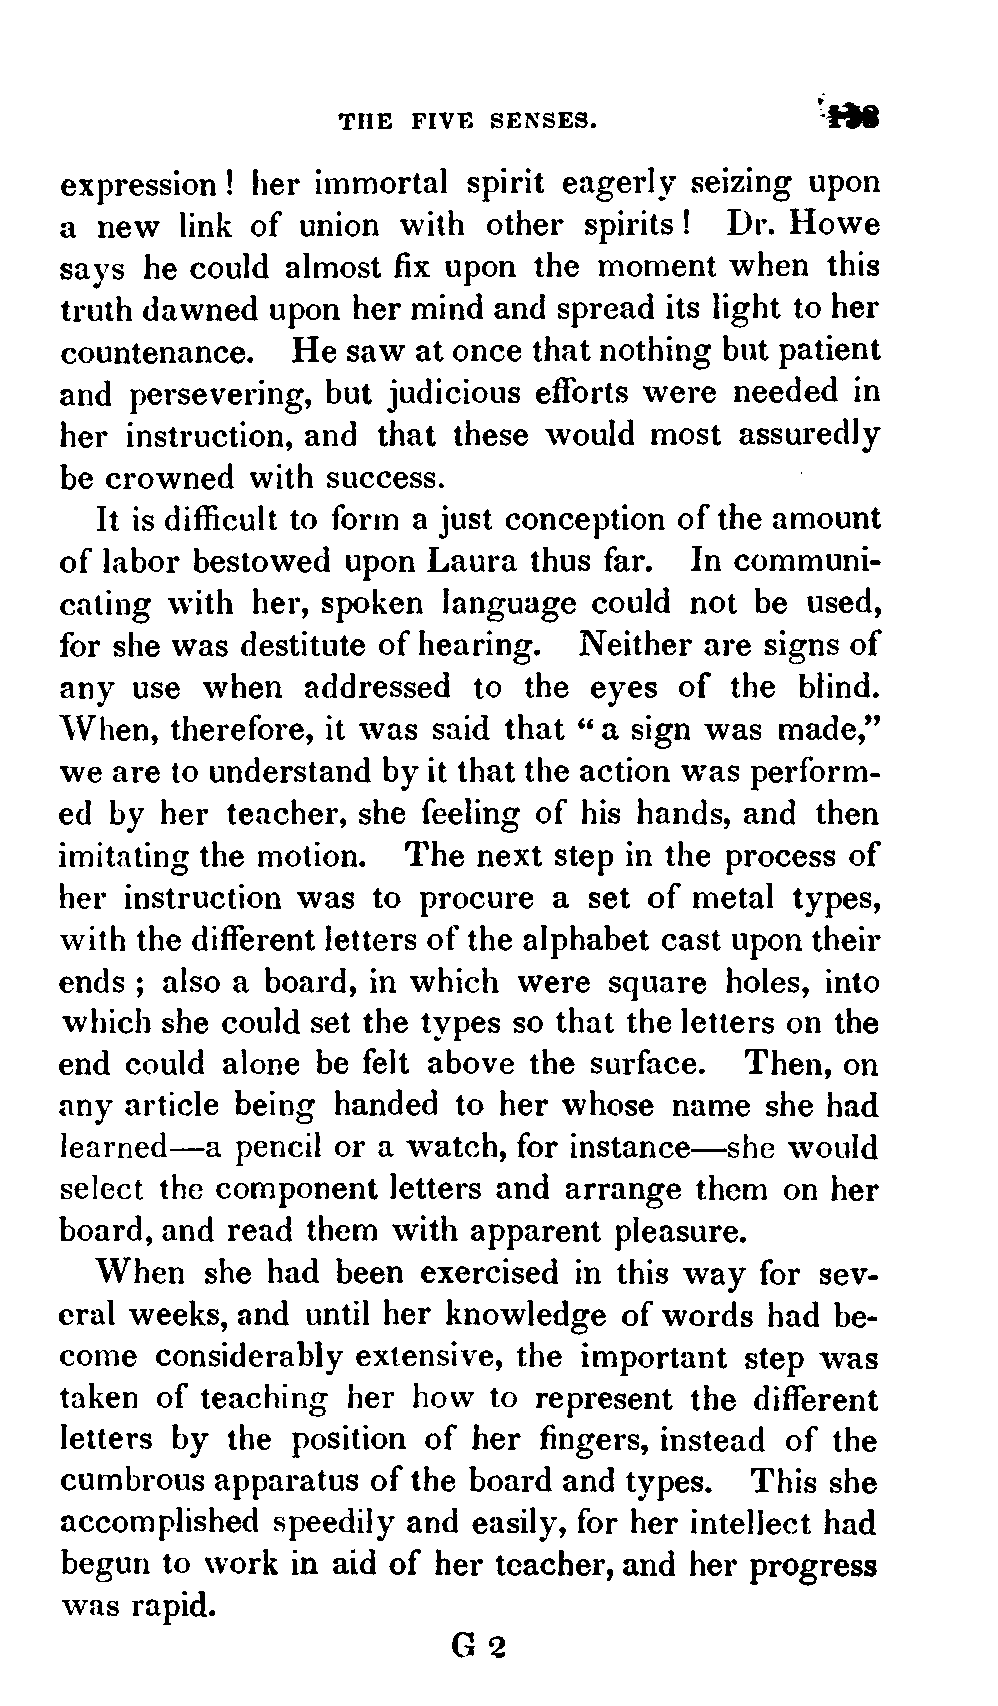 THE FIVE SENSES.
expression! her immortal spirit eagerly seizing upon
a new link of union with other spirits! Dr. Howe
says he could almost fix upon the moment when this
truth dawned upon her mind and spread its light to her
countenance. He saw at once that nothing but patient
and persevering, but judicious efforts were needed in
her instruction, and that these would most assuredly
be crowned with success.
It is difficult to form a just conception of the amount
of labor bestowed upon Laura thus far. In communi-
cating with her, spoken language could not be used,
for she was destitute of hearing. Neither are signs of
any use when addressed to the eyes of the blind.
When, therefore, it was said that “a sign was made,”
we are to understand by it that the action was perform-
ed by her teacher, she feeling of his hands, and then
imitating the motion. The next step in the process of
her instruction was to procure a set of metal types,
with the different letters of the alphabet cast upon their
ends; also a board, in which were square holes, into
which she could set the types so that the letters on the
end could alone be felt above the surface. Then, on
any article being handed to her whose name she had
learned—a pencil or a watch, for instance—she would
select the component letters and arrange them on her
board, and read them with apparent pleasure.
When she had been exercised in this way for sev-
eral weeks, and until her knowledge of words had be-
come considerably extensive, the important step was
taken of teaching her how to represent the different
letters by the position of her fingers, instead of the
cumbrous apparatus of the board and types. This she
accomplished speedily and easily, for her intellect had
begun to work in aid of her teacher, and her progress
was rapid.
G 2